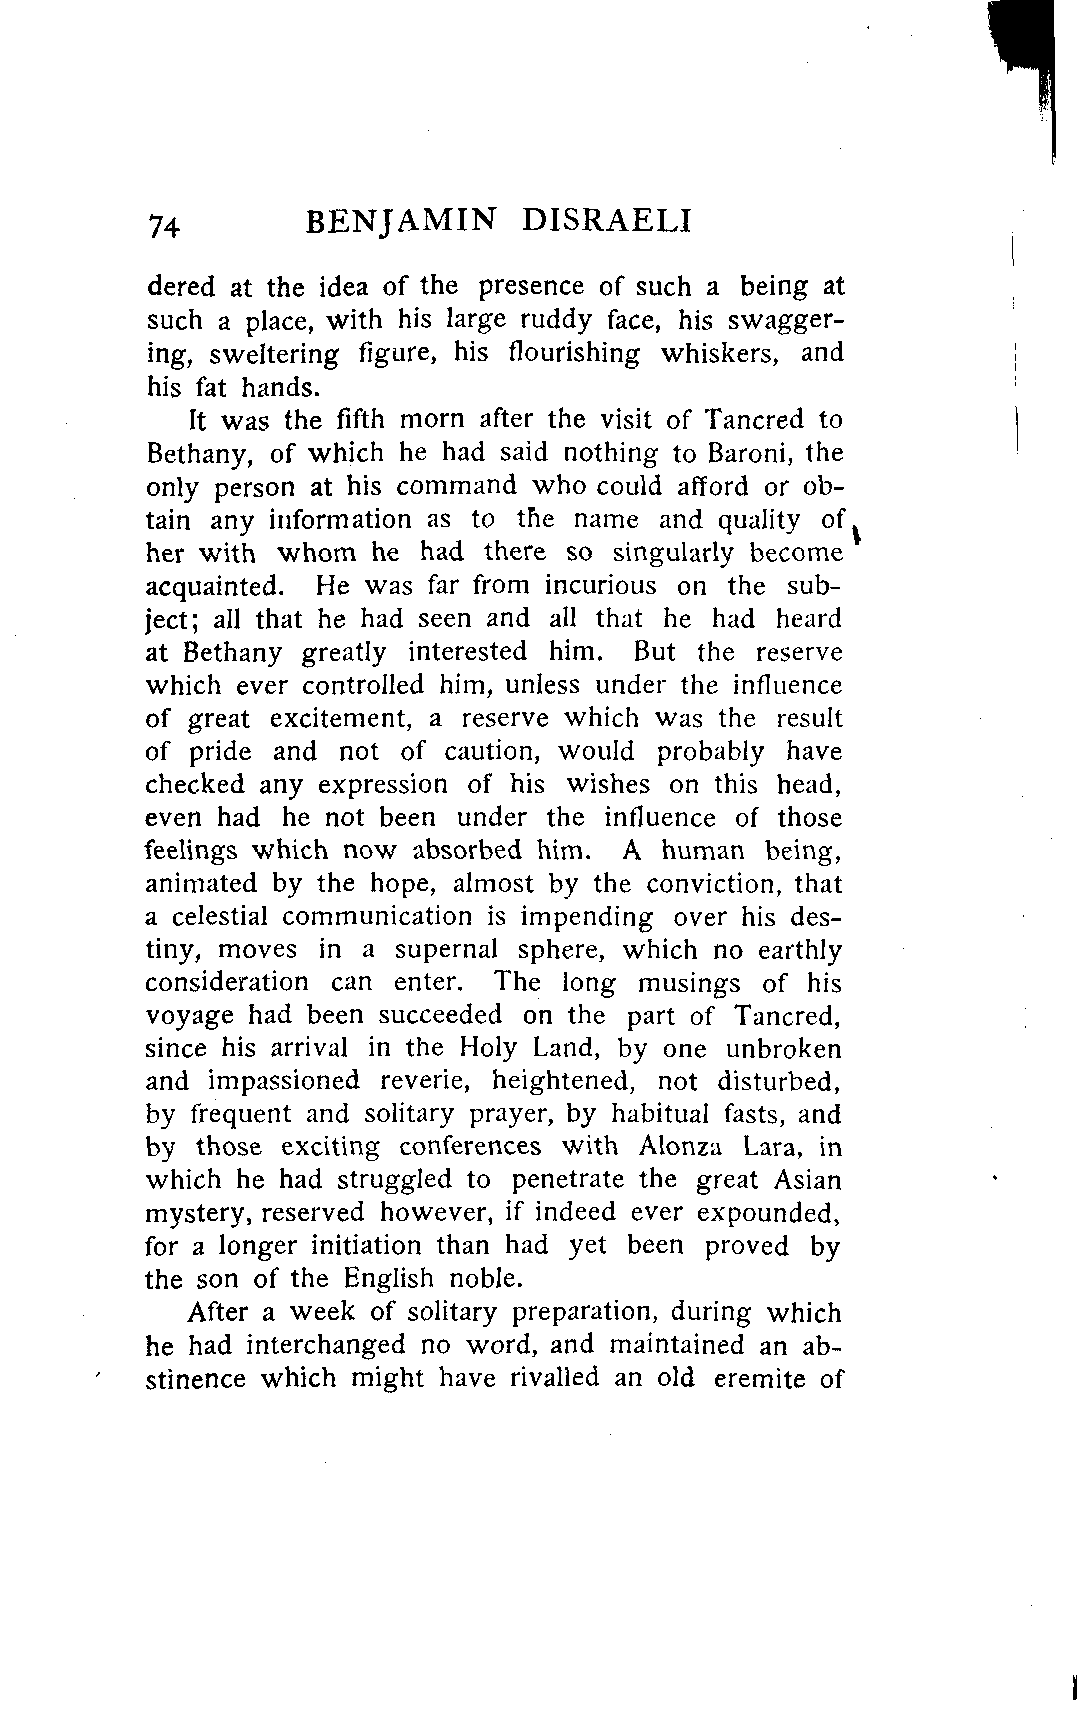 74 BENJAMIN DISRAELI
dered at the idea of the presence of such a being at
such a place, with his large ruddy face, his swagger-
ing, sweltering figure, his flourishing whiskers, and
his fat hands.
It was the fifth morn after the visit of Tancred to
Bethany, of which he had said nothing to Baroni, the
only person at his command who could afford or ob-
tain any information as to the name and quality of
her with whom he had there so singularly become
acquainted. He was far from incurious on the sub-
ject; all that he had seen and all that he had heard
at Bethany greatly interested him. But the reserve
which ever controlled him, unless under the influence
of great excitement, a reserve which was the result
of pride and not of caution, would probably have
checked any expression of his wishes on this head,
even had he not been under the influence of those
feelings which now absorbed him. A human being,
animated by the hope, almost by the conviction, that
a celestial communication is impending over his des-
tiny, moves in a supernal sphere, which no earthly
consideration can enter. The long musings of his
voyage had been succeeded on the part of Tancred,
since his arrival in the Holy Land, by one unbroken
and impassioned reverie, heightened, not disturbed,
by frequent and solitary prayer, by habitual fasts, and
by those exciting conferences with Alonza Lara, in
which he had struggled to penetrate the great Asian
mystery, reserved however, if indeed ever expounded,
for a longer initiation than had yet been proved by
the son of the English noble.
After a week of solitary preparation, during which
he had interchanged no word, and maintained an ab-
stinence which might have rivalled an old eremite of